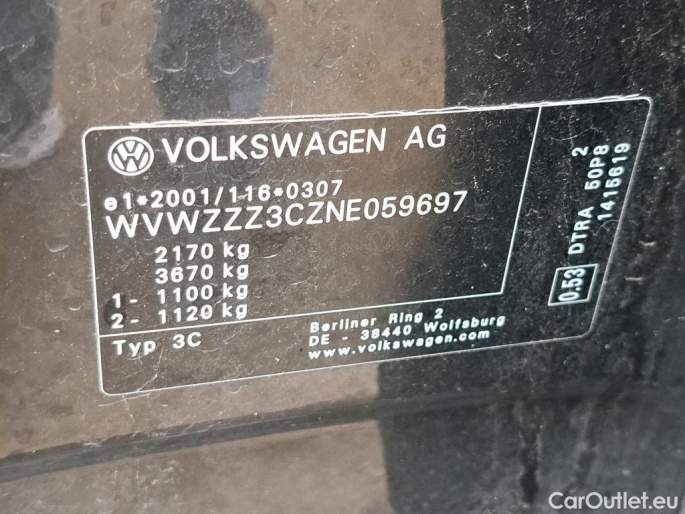 VOLKSWAGEN AG
e1*2001/116*0307
WVWZZZ3CZNE059697
2170 kg
3670 kg
1 - 1100 kg
2 - 1120 kg
Typ 3C
Berliner Ring 2
DE - 38440 Wolfsburg
www.volkswagen.com
0.53
DTRA
2
50P8
1415619
CarOutlet.eu